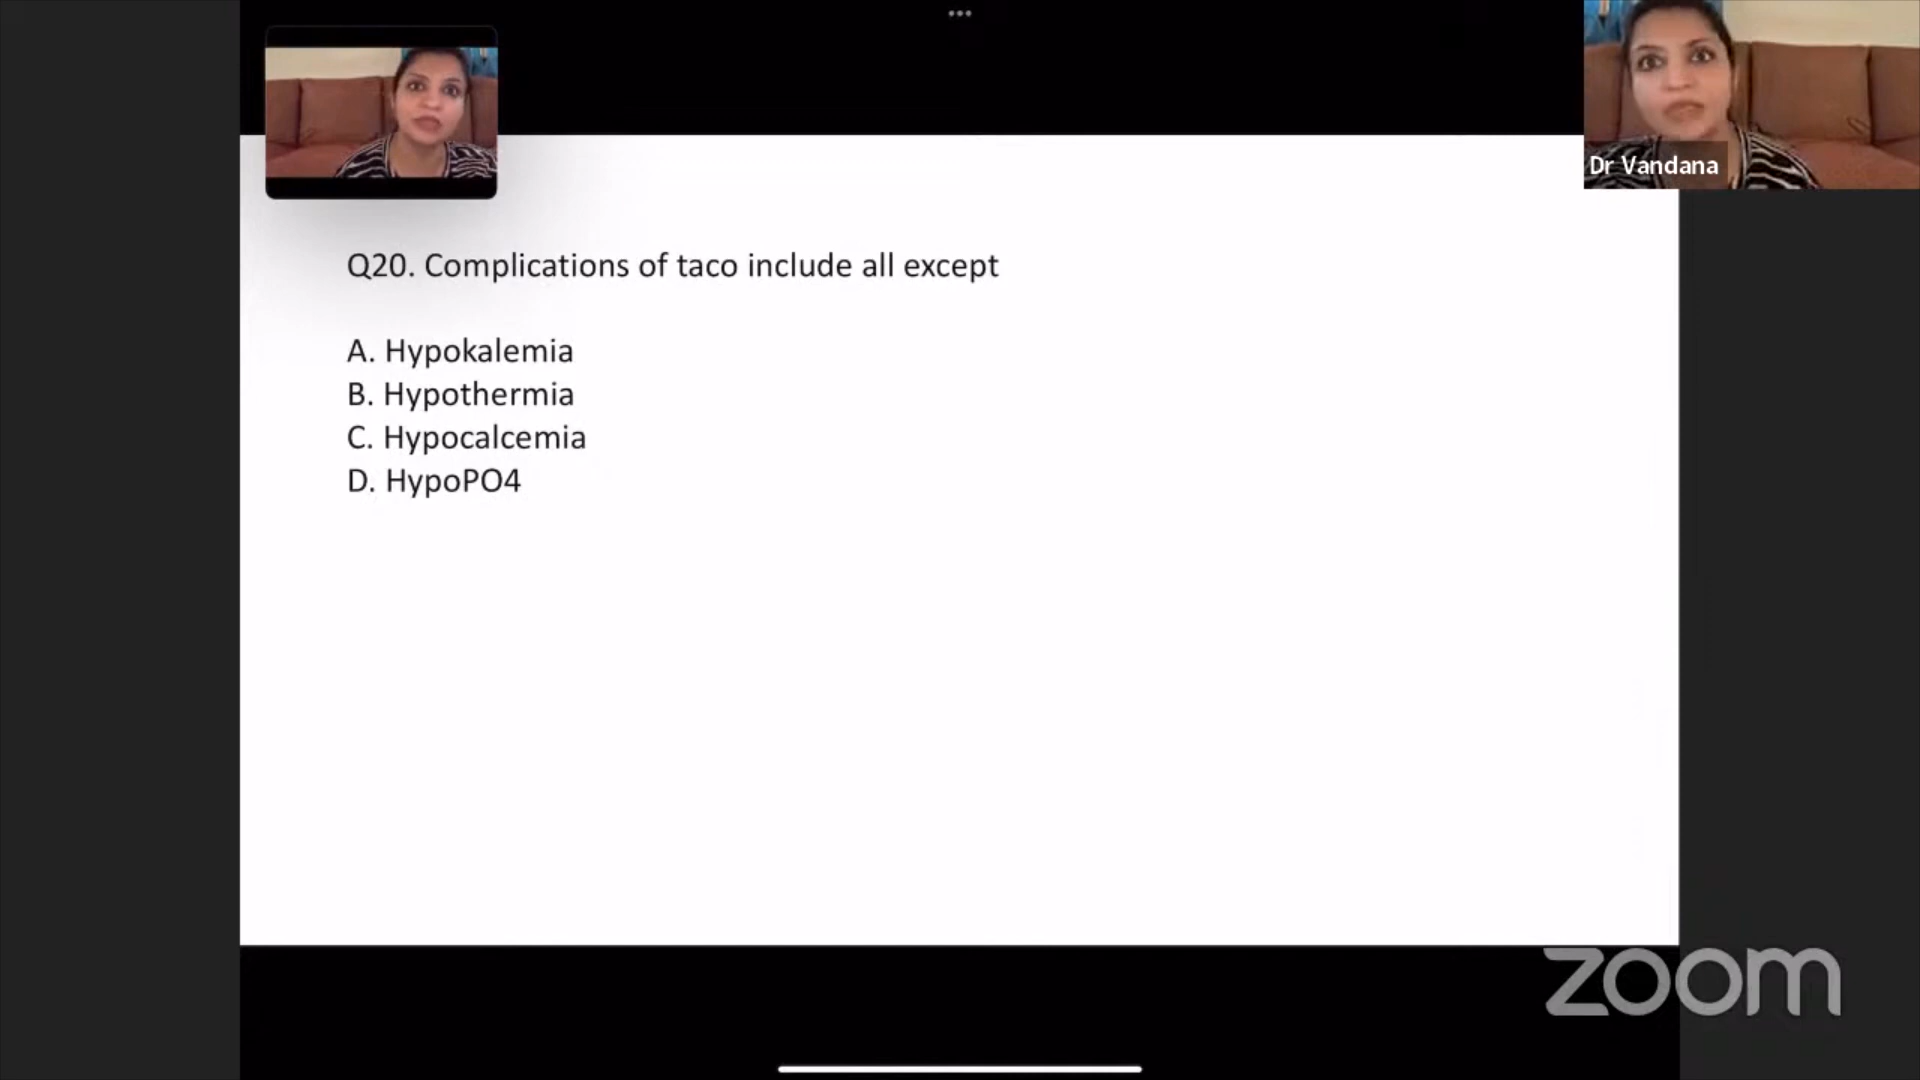 Dr Vandana
Q20. Complications of taco include all except
A. Hypokalemia
B. Hypothermia
C. Hypocalcemia
D. HypoPO4
zoom